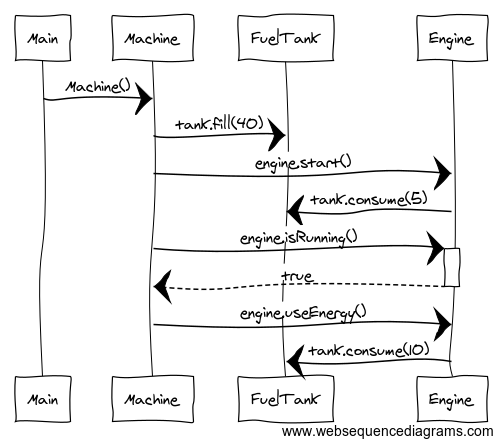 Main Machine FuelTank Engine
Machine()
tank.fill(40)
engine.start()
tank.consume(5)
engine.isRunning()
true
engine.useEnergy()
tank.consume(10)
Main Machine FuelTank Engine
www.websequencediagrams.com